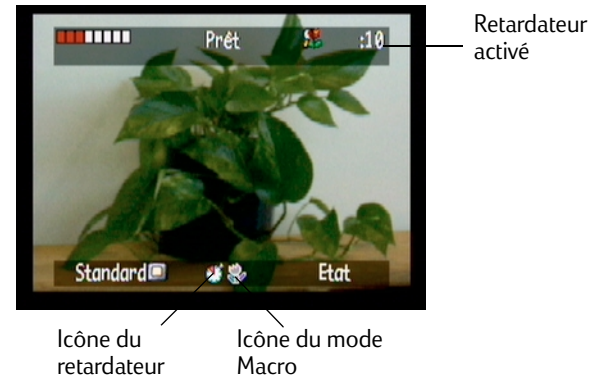 Prêt :10
Retardateur
activé
Standard Etat
Icône du
retardateur
Icône du mode
Macro